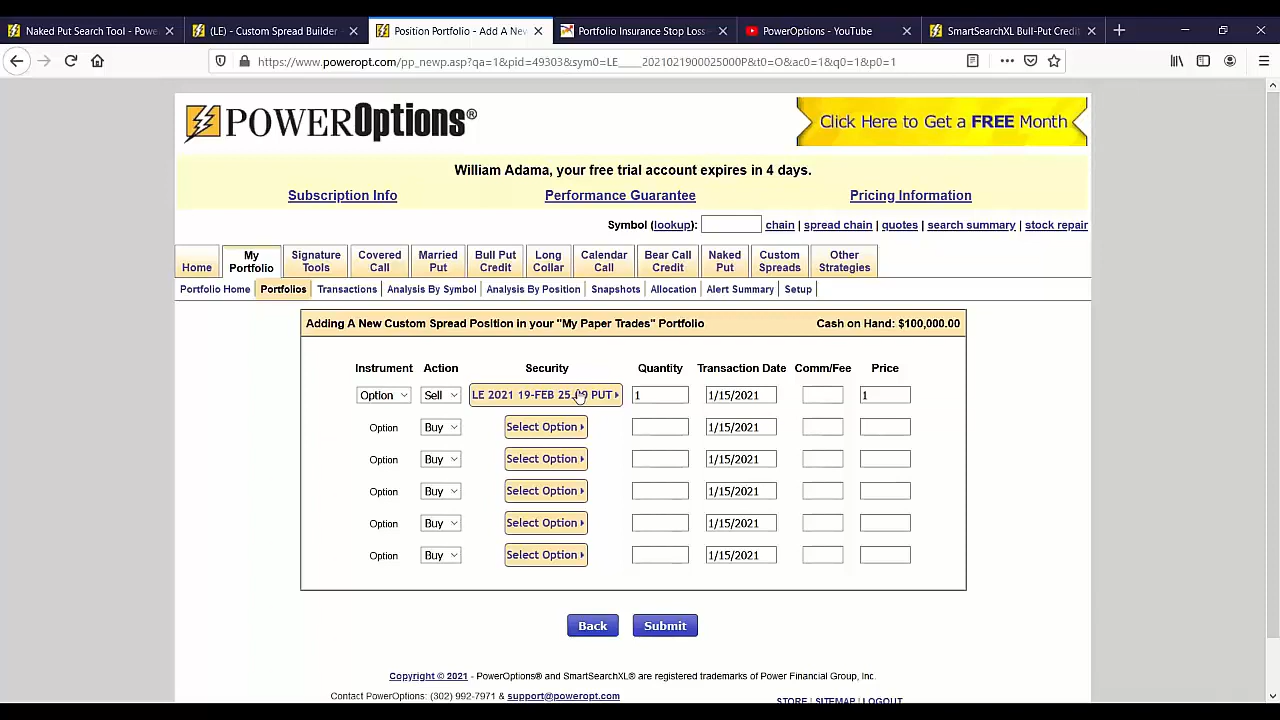 Naked Put Search Tool - Powe
(LE) - Custom Spread Builder
Position Portfolio - Add A New
Portfolio Insurance Stop Loss
PowerOptions - YouTube
SmartSearchXL Bull-Put Credit
https://www.poweropt.com/pp_newp.asp?qa=1&pid=49303&sym0=LE____2021021900025000P&t0=O&ac0=1&q0=1&p0=1
POWEROptions®
Click Here to Get a FREE Month
William Adama, your free trial account expires in 4 days.
Subscription Info Performance Guarantee Pricing Information
Symbol (lookup): chain | spread chain | quotes | search summary | stock repair
Home
My Portfolio
Signature Tools
Covered Call
Married Put
Bull Put Credit
Long Collar
Calendar Call
Bear Call Credit
Naked Put
Custom Spreads
Other Strategies
Portfolio Home Portfolios Transactions Analysis By Symbol Analysis By Position Snapshots Allocation Alert Summary Setup
Adding A New Custom Spread Position in your "My Paper Trades" Portfolio Cash on Hand: $100,000.00
Instrument Action Security Quantity Transaction Date Comm/Fee Price
Option Sell LE 2021 19-FEB 25.00 PUT 1 1/15/2021 1
Option Buy Select Option 1/15/2021
Option Buy Select Option 1/15/2021
Option Buy Select Option 1/15/2021
Option Buy Select Option 1/15/2021
Option Buy Select Option 1/15/2021
Back Submit
Copyright © 2021 - PowerOptions® and SmartSearchXL® are registered trademarks of Power Financial Group, Inc.
Contact PowerOptions: (302) 992-7971 ♦ support@poweropt.com STORE | SITEMAP | LOGOUT